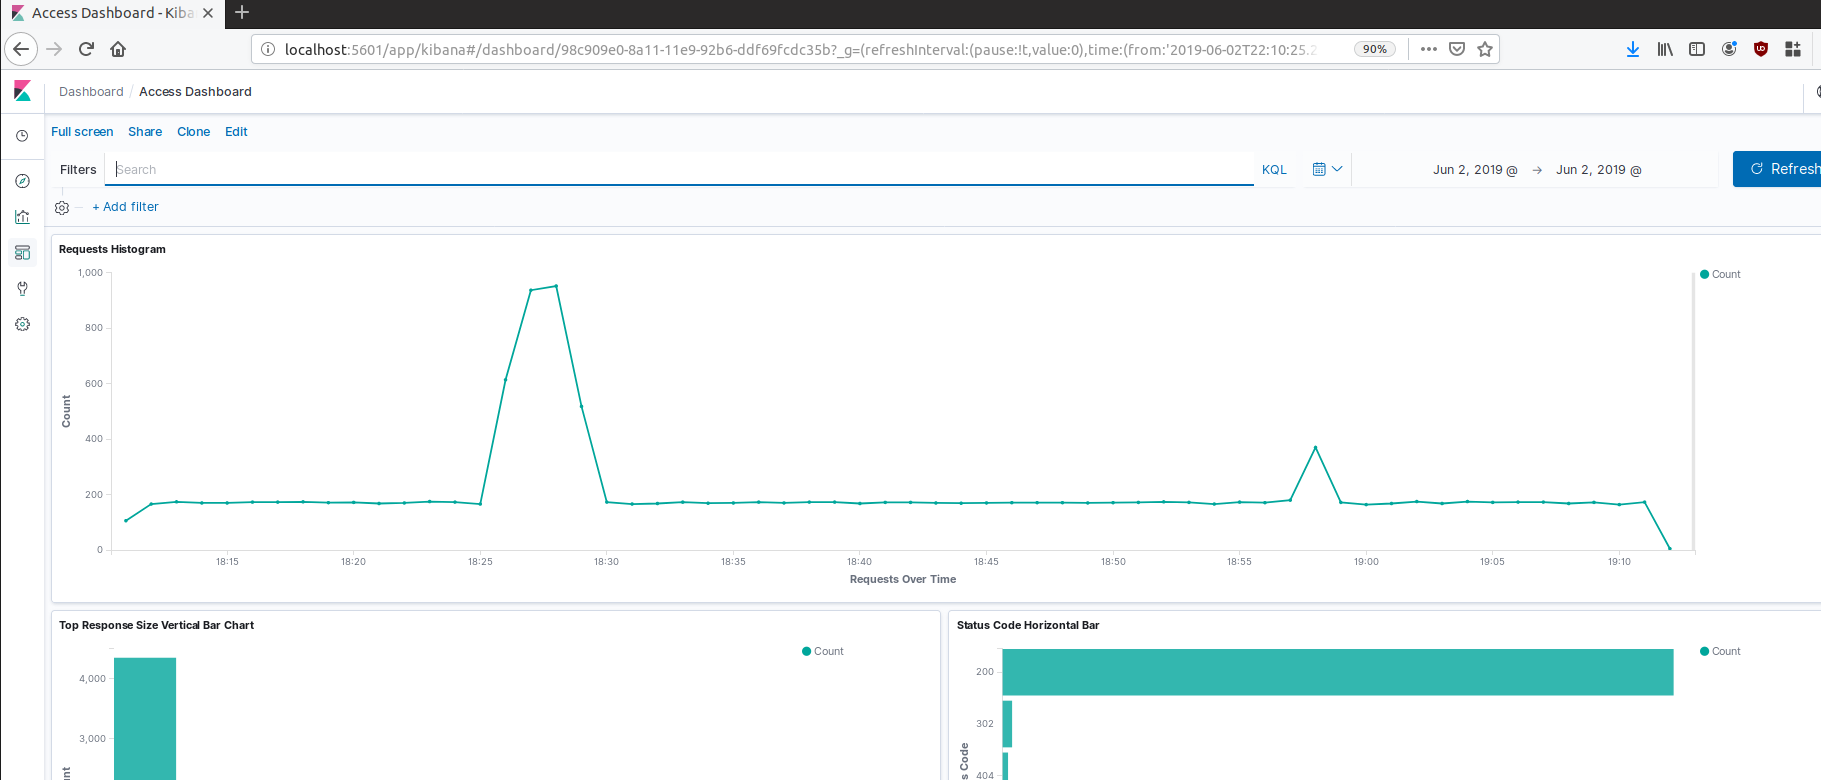 Access Dashboard - Kiba
localhost:5601/app/kibana#/dashboard/98c909e0-8a11-11e9-92b6-ddf69fcdc35b?_g=(refreshInterval:(pause:!t,value:0),time:(from:'2019-06-02T22:10:25.2
90%
Dashboard / Access Dashboard
Full screen Share Clone Edit
Filters Search KQL Jun 2, 2019 @ → Jun 2, 2019 @ Refresh
+ Add filter
Requests Histogram
Count
1,000
800
600
400
200
0
Count
18:15 18:20 18:25 18:30 18:35 18:40 18:45 18:50 18:55 19:00 19:05 19:10
Requests Over Time
Top Response Size Vertical Bar Chart
Count
4,000
3,000
Status Code Horizontal Bar
Count
200
302
404
s Code